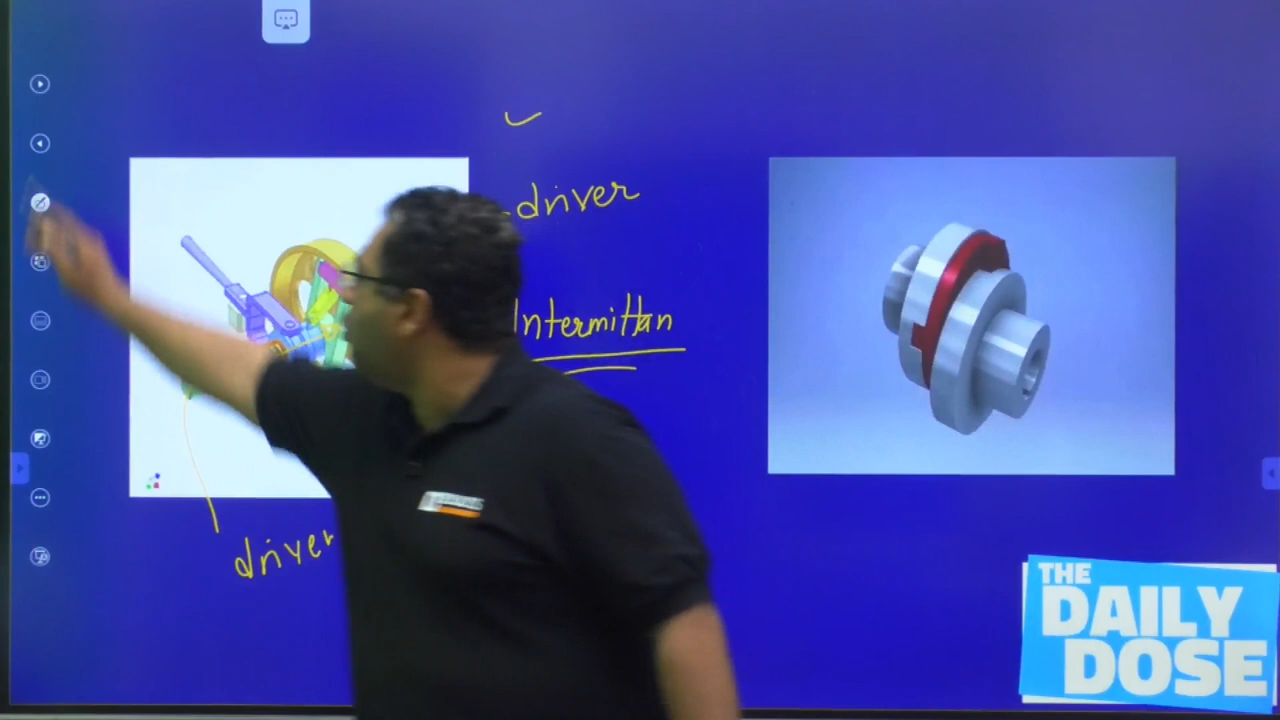 driver
Intermittan
driver
THE
DAILY
DOSE